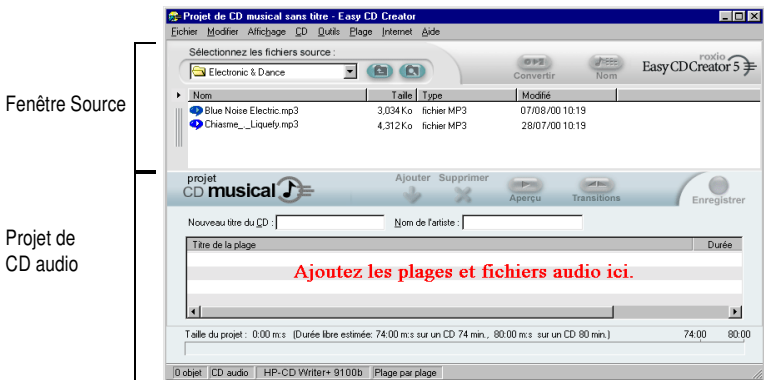 Projet de CD musical sans titre - Easy CD Creator
Fichier Modifier Affichage CD Outils Plage Internet Aide
Sélectionnez les fichiers source :
Electronic & Dance
Convertir
Nom
roxio
Easy CD Creator 5
Fenêtre Source
Nom Taille Type Modifié
Blue Noise Electric.mp3 3,034 Ko fichier MP3 07/08/00 10:19
Chiasme_._Liquefy.mp3 4,312 Ko fichier MP3 28/07/00 10:19
projet
CD musical
Ajouter Supprimer
Aperçu
Transitions
Enregistrer
Nouveau titre du CD :
Nom de l'artiste :
Projet de
CD audio
Titre de la plage Durée
Ajoutez les plages et fichiers audio ici.
Taille du projet : 0:00 m:s (Durée libre estimée: 74:00 m:s sur un CD 74 min., 80:00 m:s sur un CD 80 min.) 74:00 80:00
0 objet CD audio HP-CD Writer+ 9100b Plage par plage